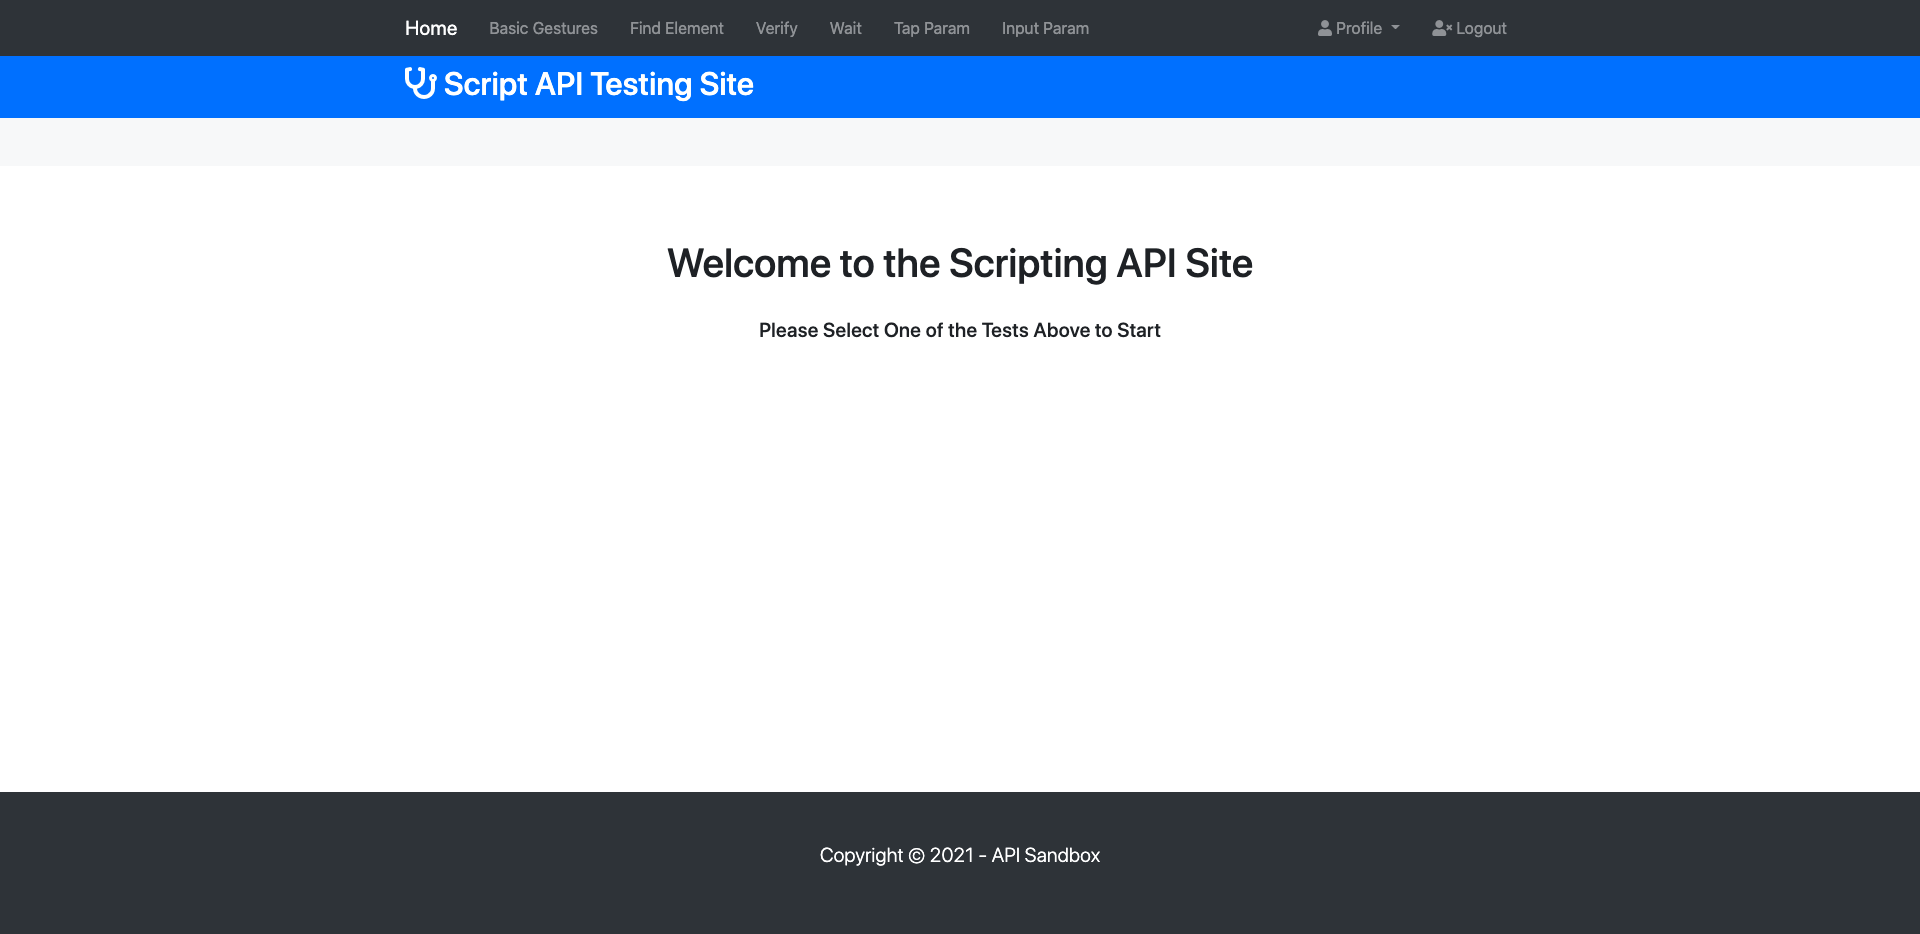 Home Basic Gestures Find Element Verify Wait Tap Param Input Param Profile Logout
Script API Testing Site
Welcome to the Scripting API Site
Please Select One of the Tests Above to Start
Copyright © 2021 - API Sandbox